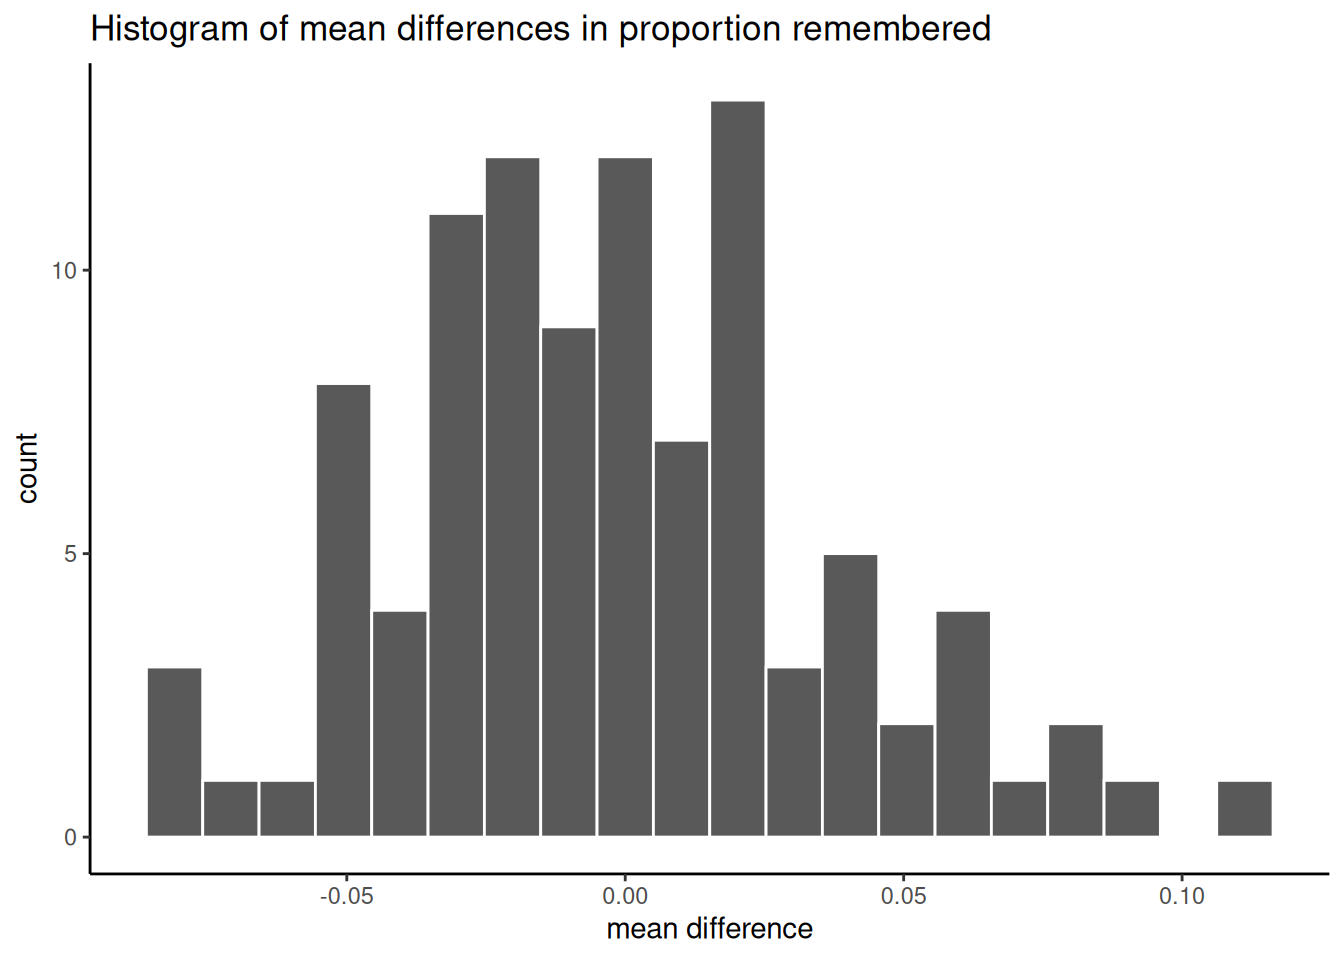 Histogram of mean differences in proportion remembered
count
10
5
0
-0.05
0.00
0.05
0.10
mean difference